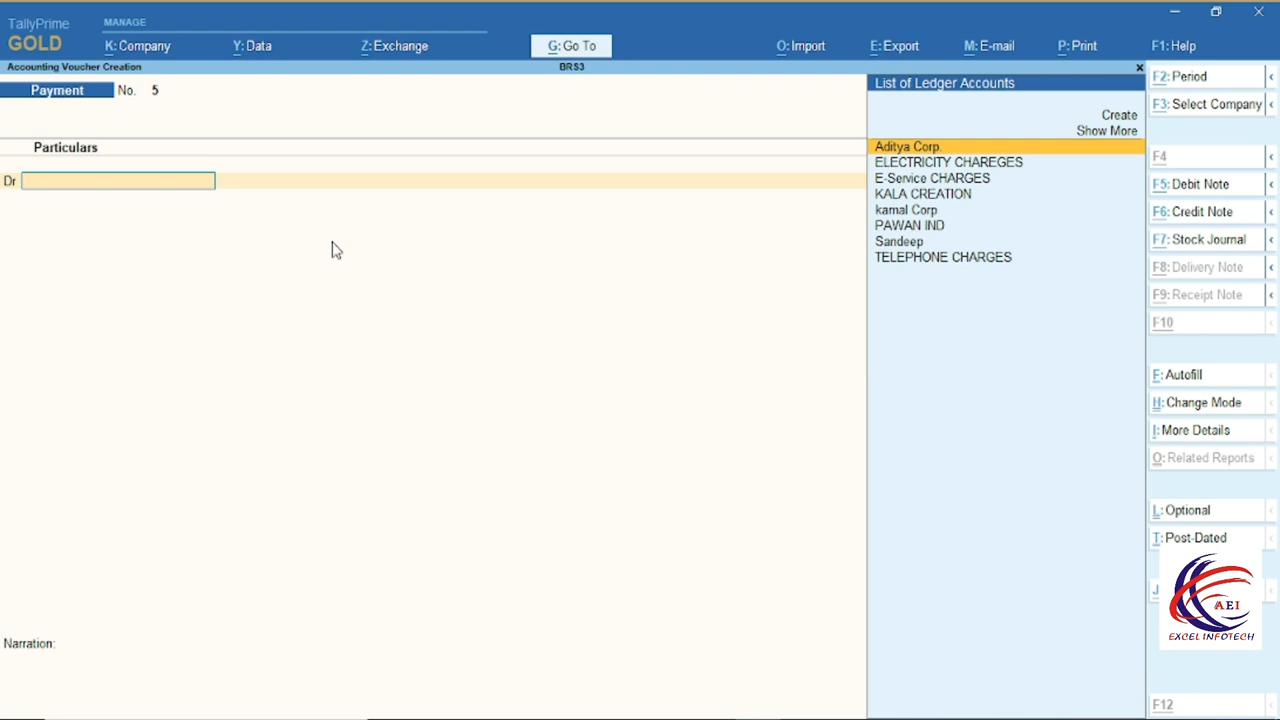 TallyPrime
GOLD
MANAGE
K: Company
Y: Data
Z: Exchange
G: Go To
O: Import
E: Export
M: E-mail
P: Print
F1: Help
Accounting Voucher Creation
BRS3
Payment
No. 5
Particulars
Dr
Narration:
List of Ledger Accounts
Create
Show More
Aditya Corp.
ELECTRICITY CHAREGES
E-Service CHARGES
KALA CREATION
kamal Corp
PAWAN IND
Sandeep
TELEPHONE CHARGES
F2: Period
F3: Select Company
F4
F5: Debit Note
F6: Credit Note
F7: Stock Journal
F8: Delivery Note
F9: Receipt Note
F10
F: Autofill
H: Change Mode
I: More Details
O: Related Reports
L: Optional
T: Post-Dated
J
AEI
EXCEL INFOTECH
F12